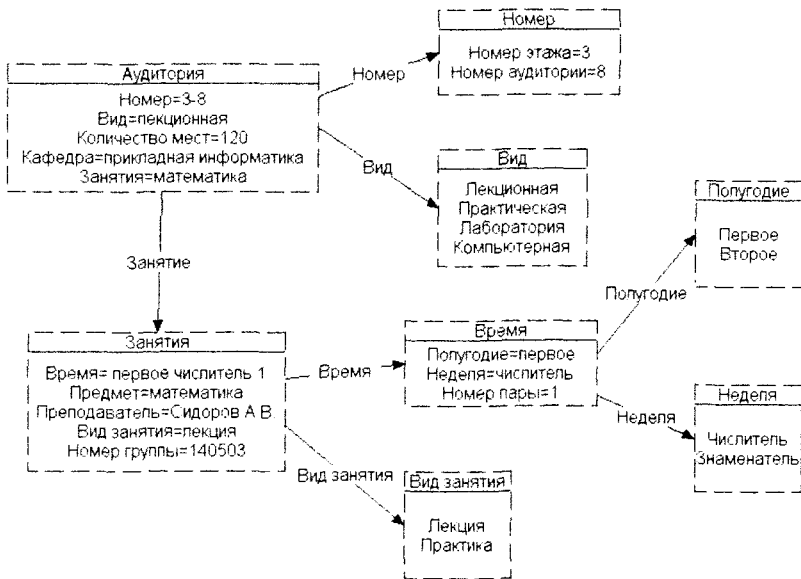 Номер
Номер этажа=3
Номер аудитории=8
Аудитория
Номер=3-8
Вид=лекционная
Количество мест=120
Кафедра=прикладная информатика
Занятия=математика
Номер
Вид
Вид
Лекционная
Практическая
Лаборатория
Компьютерная
Полугодие
Первое
Второе
Занятие
Полугодие
Занятия
Время= первое числитель 1
Предмет=математика
Преподаватель=Сидоров А В.
Вид занятия=лекция
Номер группы=140503
Время
Время
Полугодие=первое
Неделя=числитель
Номер пары=1
Неделя
Неделя
Числитель
Знаменатель
Вид занятия
Вид занятия
Лекция
Практика